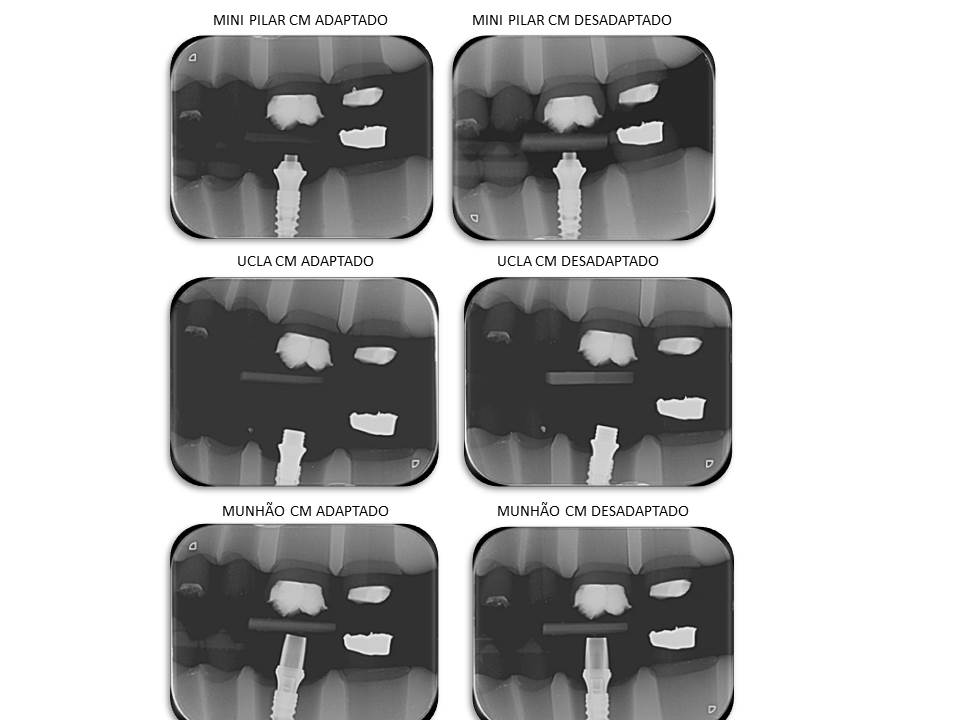 MINI PILAR CM ADAPTADO
MINI PILAR CM DESADAPTADO
UCLA CM ADAPTADO
UCLA CM DESADAPTADO
MUNHÃO CM ADAPTADO
MUNHÃO CM DESADAPTADO